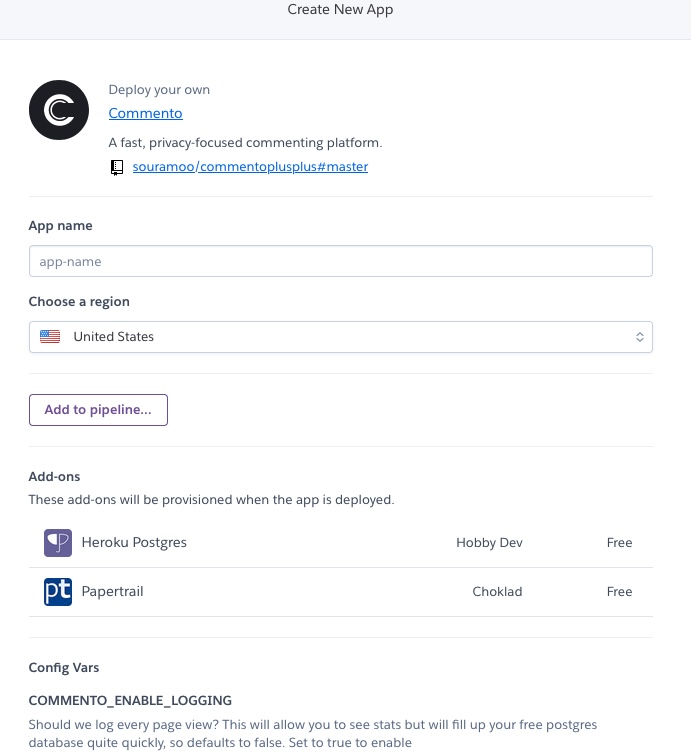 Create New App
Deploy your own
Commento
A fast, privacy-focused commenting platform.
souramoo/commentoplusplus#master
App name
app-name
Choose a region
United States
Add to pipeline...
Add-ons
These add-ons will be provisioned when the app is deployed.
Heroku Postgres Hobby Dev Free
pt Papertrail Choklad Free
Config Vars
COMMENTO_ENABLE_LOGGING
Should we log every page view? This will allow you to see stats but will fill up your free postgres
database quite quickly, so defaults to false. Set to true to enable